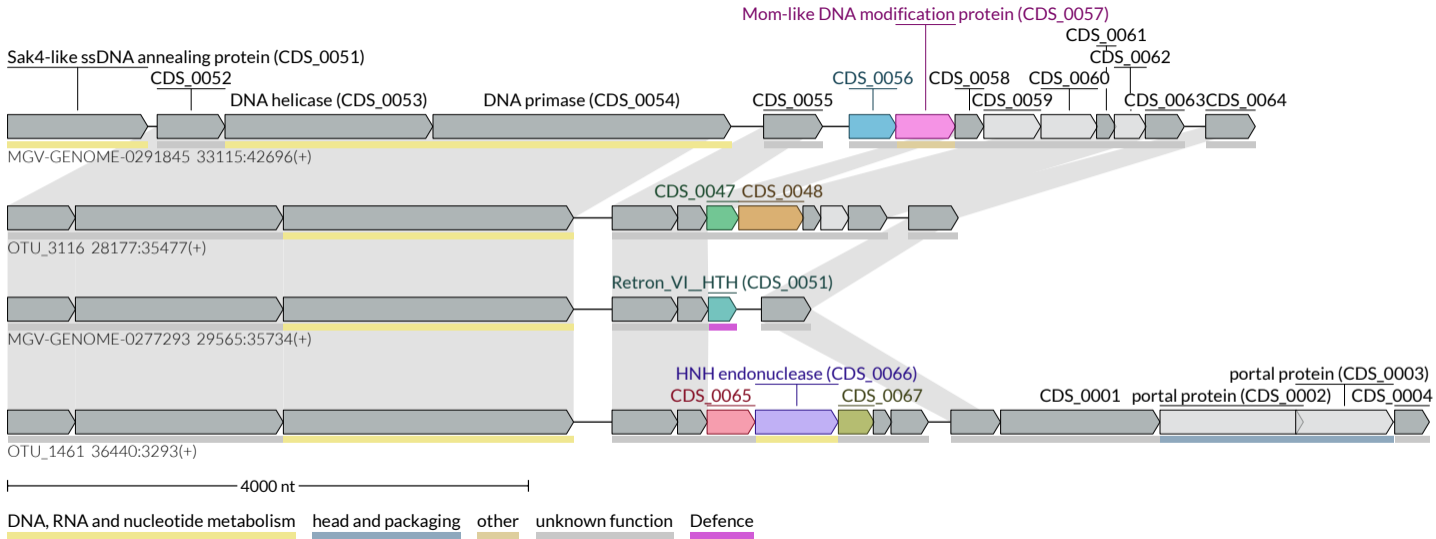 Mom-like DNA modification protein (CDS_0057)
CDS_0061
Sak4-like ssDNA annealing protein (CDS_0051)
CDS_0062
CDS_0052
CDS_0056
CDS_0058
CDS_0060
DNA helicase (CDS_0053)
DNA primase (CDS_0054)
CDS_0055
CDS_0059
CDS_0063
CDS_0064
MGV-GENOME-0291845 33115:42696(+)
CDS_0047
CDS_0048
OTU_3116 28177:35477(+)
Retron_VI__HTH (CDS_0051)
MGV-GENOME-0277293 29565:35734(+)
HNH endonuclease (CDS_0066)
portal protein (CDS_0003)
CDS_0065
CDS_0067
CDS_0001
portal protein (CDS_0002)
CDS_0004
OTU_1461 36440:3293(+)
4000 nt
DNA, RNA and nucleotide metabolism
head and packaging
other
unknown function
Defence